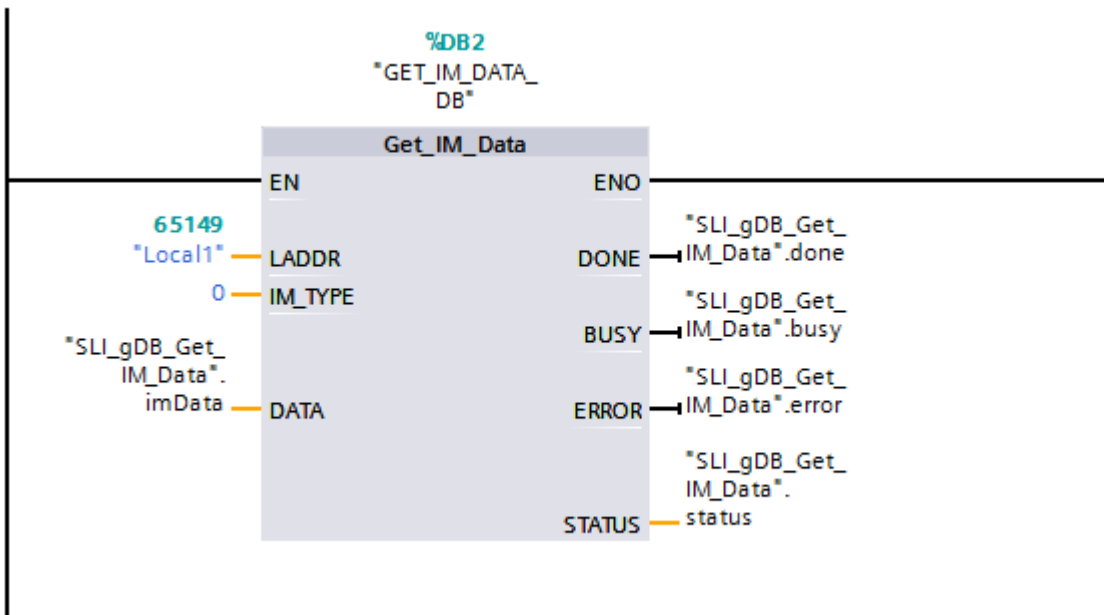 %DB2
"GET_IM_DATA_
DB"
Get_IM_Data
EN
ENO
65149
"Local1"
LADDR
DONE
"SLI_gDB_Get_
IM_Data".done
0
IM_TYPE
BUSY
"SLI_gDB_Get_
IM_Data".busy
"SLI_gDB_Get_
IM_Data".
imData
DATA
ERROR
"SLI_gDB_Get_
IM_Data".error
STATUS
"SLI_gDB_Get_
IM_Data".
status